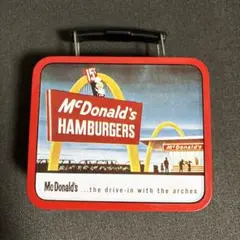 15¢
McDonald's
HAMBURGERS
McDonald's
McDonald's ...the drive-in with the arches